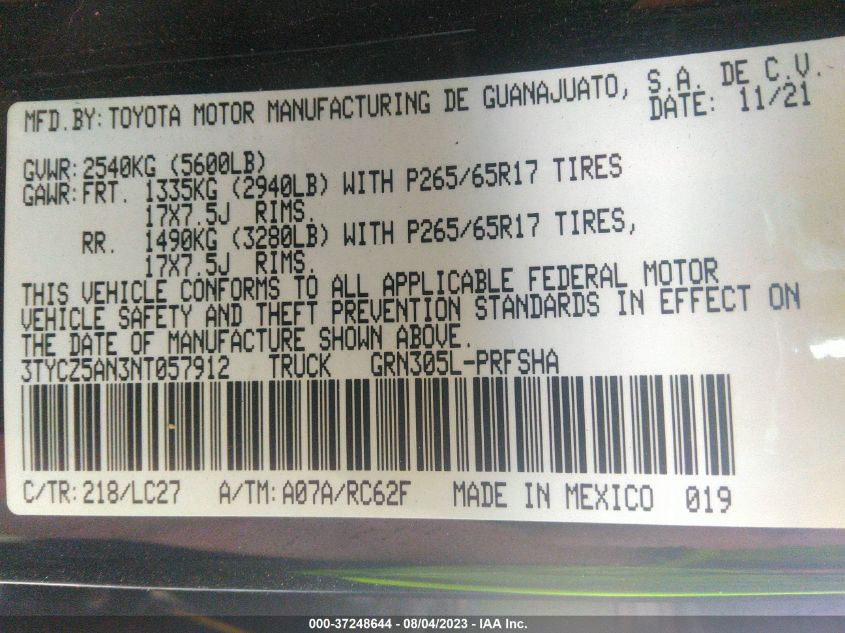 MFD.BY: TOYOTA MOTOR MANUFACTURING DE GUANAJUATO, S.A. DE C.V.
DATE: 11/21
GVWR: 2540KG (5600LB)
GAWR: FRT. 1335KG (2940LB) WITH P265/65R17 TIRES
17X7.5J RIMS.
RR. 1490KG (3280LB) WITH P265/65R17 TIRES,
17X7.5J RIMS.
THIS VEHICLE CONFORMS TO ALL APPLICABLE FEDERAL MOTOR
VEHICLE SAFETY AND THEFT PREVENTION STANDARDS IN EFFECT ON
THE DATE OF MANUFACTURE SHOWN ABOVE.
3TYCZ5AN3NT057912 TRUCK GRN305L-PRFSHA
C/TR: 218/LC27 A/TM: A07A/RC62F MADE IN MEXICO 019
000-37248644 - 08/04/2023 - IAA Inc.